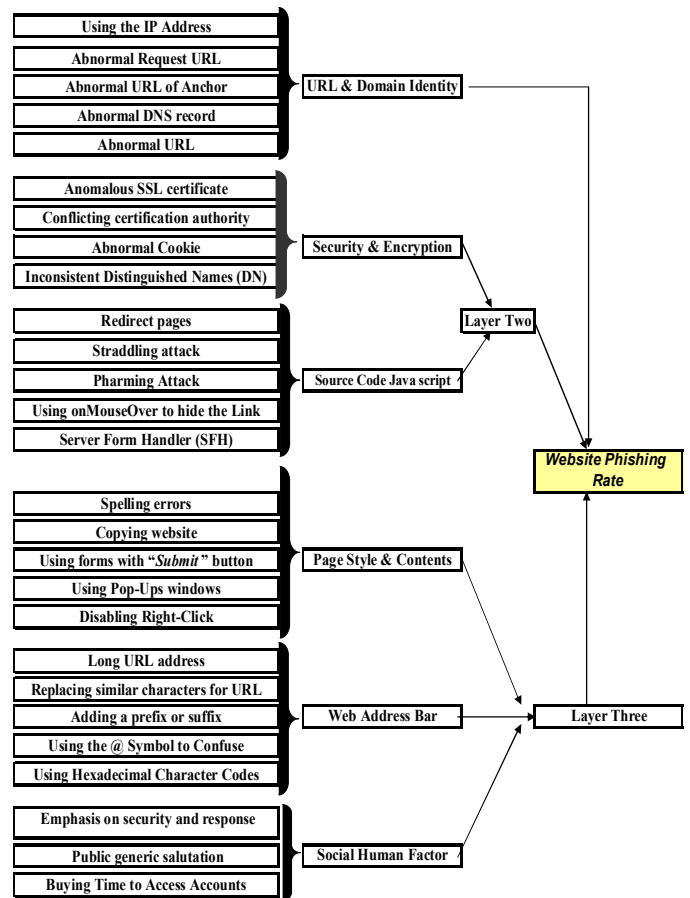 Using the IP Address
Abnormal Request URL
Abnormal URL of Anchor
Abnormal DNS record
Abnormal URL
URL & Domain Identity
Anomalous SSL certificate
Conflicting certification authority
Abnormal Cookie
Inconsistent Distinguished Names (DN)
Security & Encryption
Layer Two
Redirect pages
Straddling attack
Pharming Attack
Using onMouseOver to hide the Link
Server Form Handler (SFH)
Source Code Java script
Website Phishing
Rate
Spelling errors
Copying website
Using forms with “Submit” button
Using Pop-Ups windows
Disabling Right-Click
Page Style & Contents
Long URL address
Replacing similar characters for URL
Adding a prefix or suffix
Using the @ Symbol to Confuse
Using Hexadecimal Character Codes
Web Address Bar
Layer Three
Emphasis on security and response
Public generic salutation
Buying Time to Access Accounts
Social Human Factor